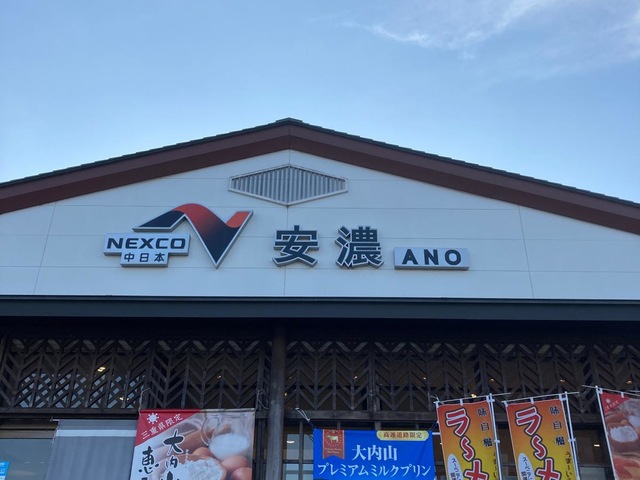 NEXCO
中日本
安濃
ANO
三重県限定
大内山
恵
高速道路限定
大内山
プレミアムミルクプリン
味自慢
ラ〜メ
味自慢
ラ〜メ